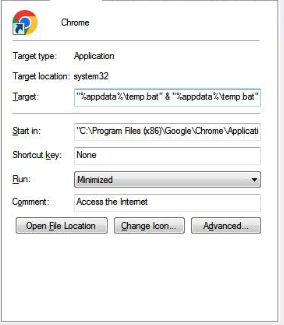 Chrome
Target type: Application
Target location: system32
Target: "%appdata%\temp.bat" & "%appdata%\temp.bat"
Start in: "C:\Program Files (x86)\Google\Chrome\Applicati
Shortcut key: None
Run: Minimized
Comment: Access the Internet
Open File Location Change Icon... Advanced...